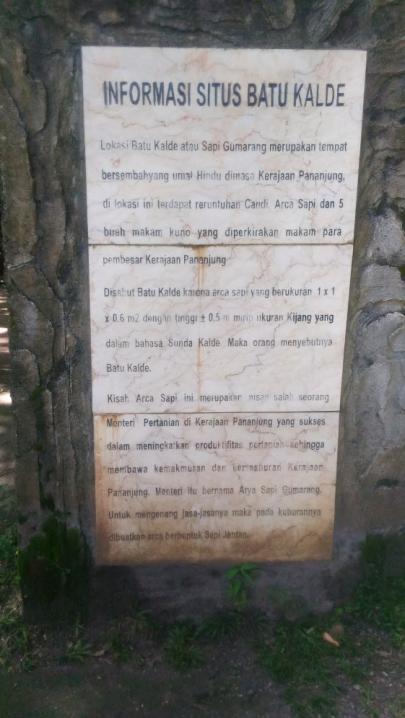 INFORMASI SITUS BATU KALDE
Lokasi Batu Kalde atau Sapi Gumarang merupakan tempat
bersembahyang umat Hindu dimasa Kerajaan Pananjung,
di lokasi ini terdapat reruntuhan Candi, Arca Sapi dan 5
buah makam kuno yang diperkirakan makam para
pembesar Kerajaan Pananjung
Disebut Batu Kalde karena arca sapi yang berukuran 1 x 1
x 0.6 m2 dengan tinggi ± 0.5 m mirip ukuran Kijang yang
dalam bahasa Sunda Kalde. Maka orang menyebutnya
Batu Kalde.
Kisah Arca Sapi ini merupakan nisan salah seorang
Menteri Pertanian di Kerajaan Pananjung yang sukses
dalam meningkatkan produktifitas pertanian sehingga
membawa kemakmuran dan kemashuran Kerajaan
Pananjung. Menteri itu bernama Arya Sapi Gumarang.
Untuk mengenang jasa-jasanya maka pada kuburannya
dibuatkan arca berbentuk Sapi Jantan.